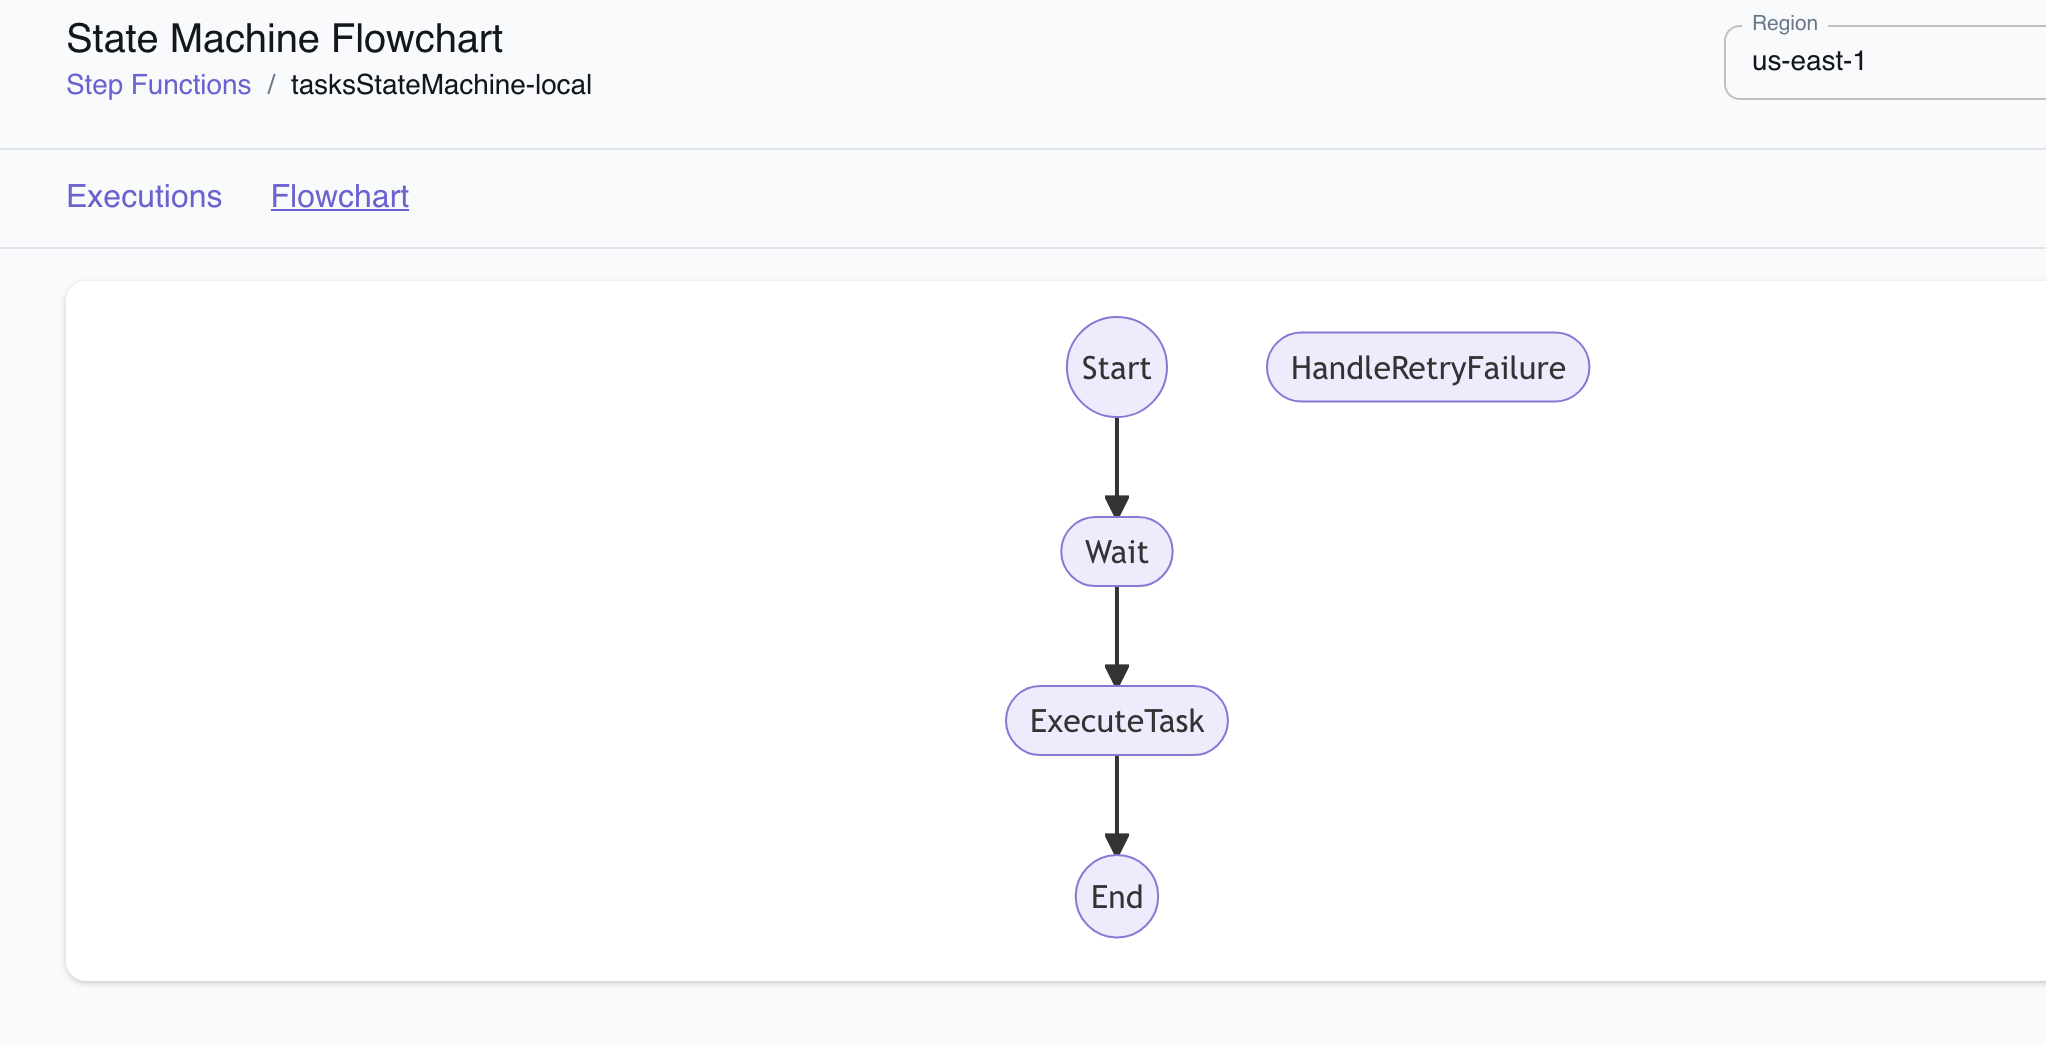 State Machine Flowchart
Region
us-east-1
Step Functions / tasksStateMachine-local
Executions Flowchart
Start
HandleRetryFailure
Wait
ExecuteTask
End